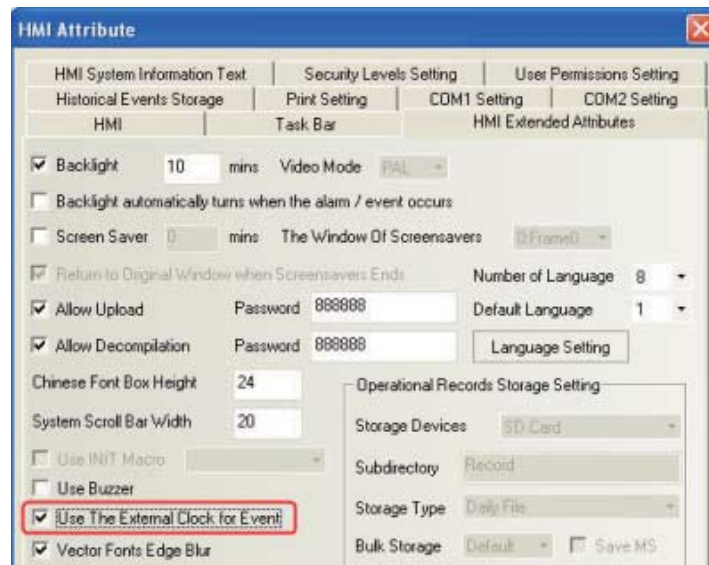 HMI Attribute
HMI System Information Text Security Levels Setting User Permissions Setting
Historical Events Storage Print Setting COM1 Setting COM2 Setting
HMI Task Bar HMI Extended Attributes
Backlight 10 mins Video Mode PAL
Backlight automatically turns when the alarm / event occurs
Screen Saver 0 mins The Window Of Screensavers 0:Frame0
Return to Original Window when Screensavers Ends Number of Language 8
Allow Upload Password 888888 Default Language 1
Allow Decompilation Password 888888 Language Setting
Chinese Font Box Height 24 Operational Records Storage Setting
System Scroll Bar Width 20 Storage Devices SD Card
Use INIT Macro Subdirectory Record
Use Buzzer
Use The External Clock for Event Storage Type Daily File
Vector Fonts Edge Blur Bulk Storage Default Save MS